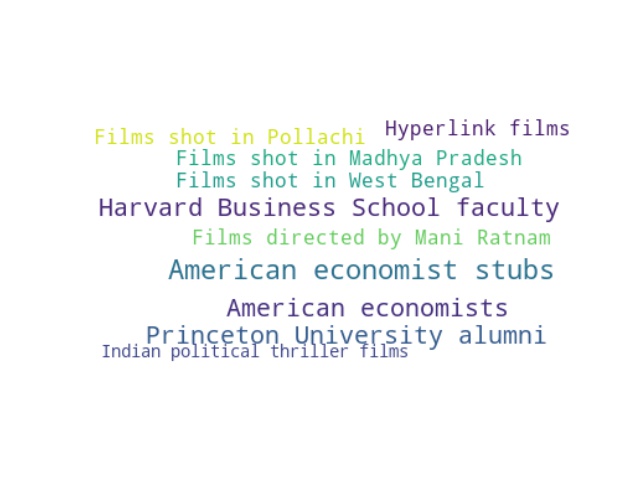 Hyperlink films
Films shot in Pollachi
Films shot in Madhya Pradesh
Films shot in West Bengal
Harvard Business School faculty
Films directed by Mani Ratnam
American economist stubs
American economists
Princeton University alumni
Indian political thriller films